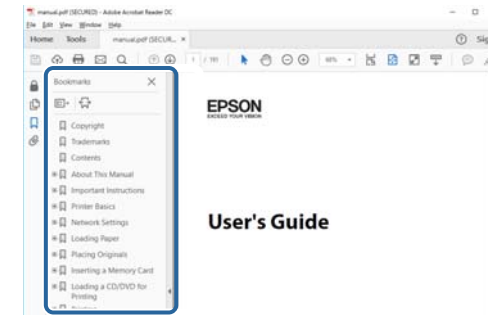 manual.pdf (SECURED) - Adobe Acrobat Reader DC
File Edit View Window Help
Home Tools manual.pdf (SECUR... ×
Bookmarks
Copyright
Trademarks
Contents
About This Manual
Important Instructions
Printer Basics
Network Settings
Loading Paper
Placing Originals
Inserting a Memory Card
Loading a CD/DVD for
Printing
EPSON
EXCEED YOUR VISION
User's Guide